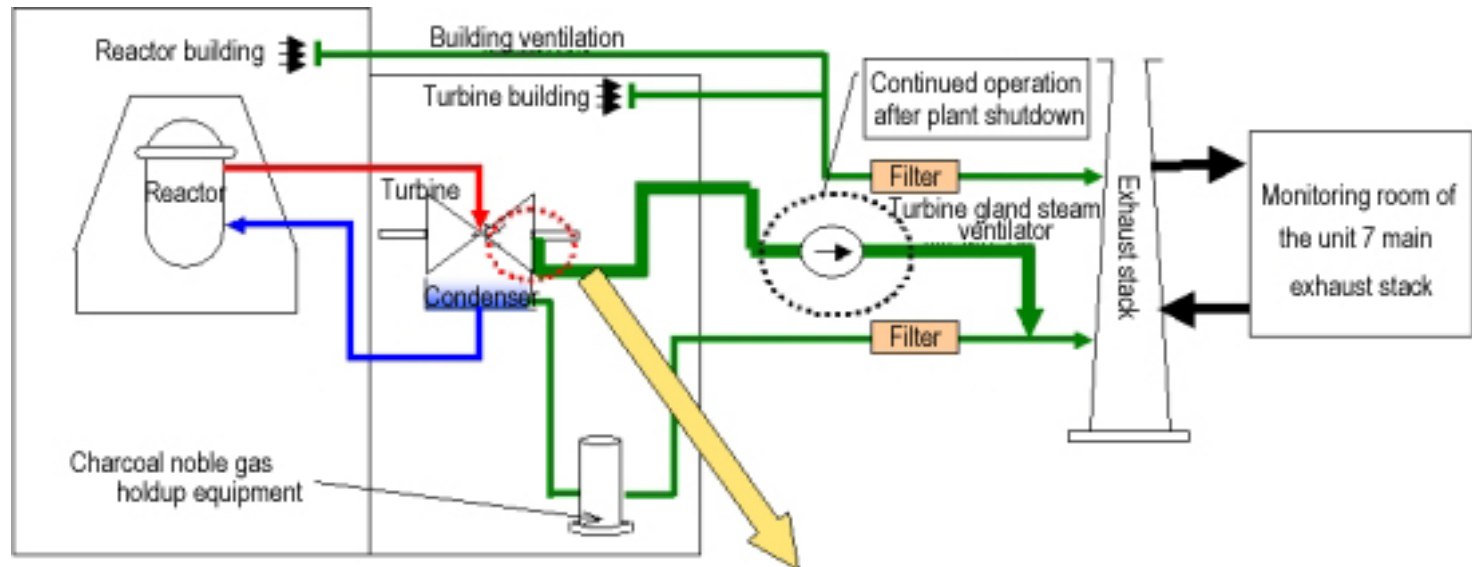 Reactor building
Building ventilation
Turbine building
Continued operation
after plant shutdown
Reactor
Turbine
Filter
Turbine gland steam
ventilator
Exhaust stack
Monitoring room of
the unit 7 main
exhaust stack
Condenser
Filter
Charcoal noble gas
holdup equipment